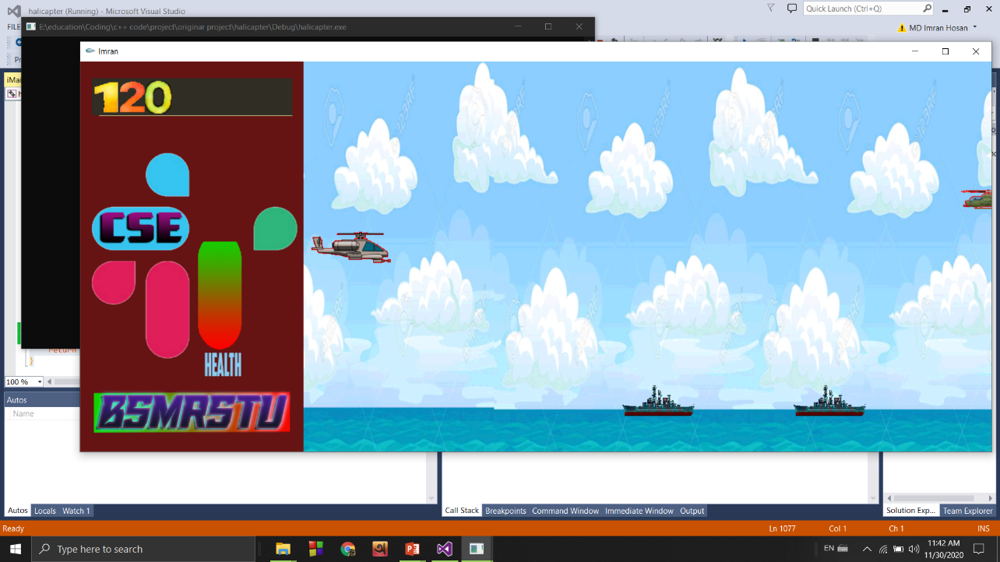 halicapter (Running) - Microsoft Visual Studio
Quick Launch (Ctrl+Q)
FILE
E:\education\Coding\c++ code\project\originar project\halicapter\Debug\halicapter.exe
MD Imran Hosan
Imran
120
123RF
123RF
123RF
CSE
HEALTH
BSMRSTU
return
}
100 %
Autos
Name
Autos Locals Watch 1
Call Stack Breakpoints Command Window Immediate Window Output
Solution Exp... Team Explorer
Ready
Ln 1077 Col 1 Ch 1 INS
Type here to search
EN
11:42 AM
11/30/2020